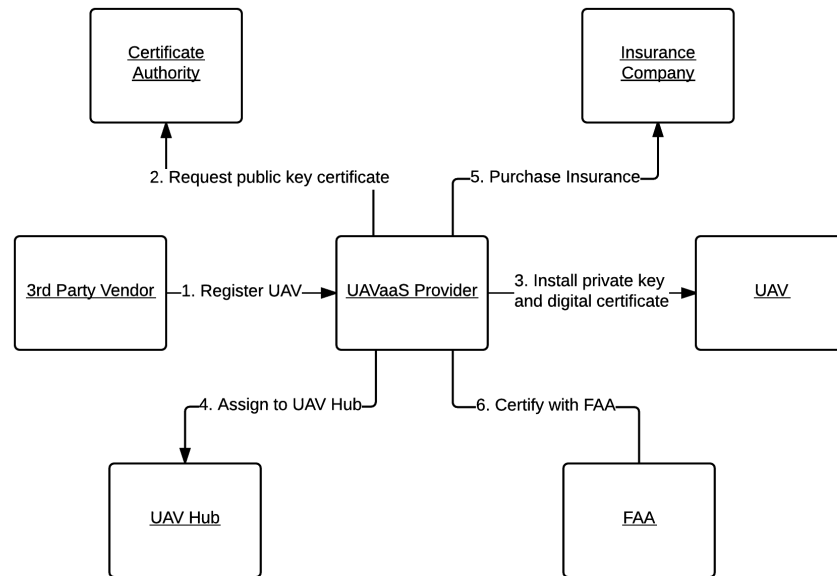 Certificate
Authority
Insurance
Company
2. Request public key certificate
5. Purchase Insurance
3rd Party Vendor
1. Register UAV
UAVaaS Provider
3. Install private key
and digital certificate
UAV
4. Assign to UAV Hub
6. Certify with FAA
UAV Hub
FAA